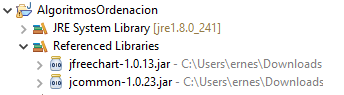 AlgoritmosOrdenacion
JRE System Library [jre1.8.0_241]
Referenced Libraries
jfreechart-1.0.13.jar - C:\Users\ernes\Downloads
jcommon-1.0.23.jar - C:\Users\ernes\Downloads